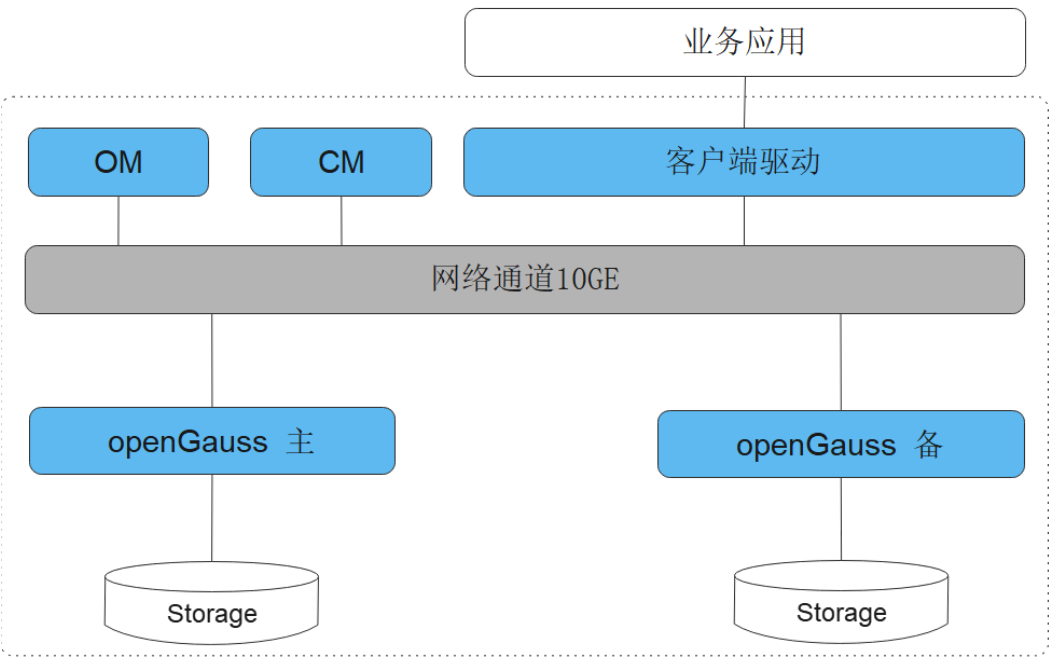 业务应用
OM
CM
客户端驱动
网络通道10GE
openGauss 主
openGauss 备
Storage
Storage